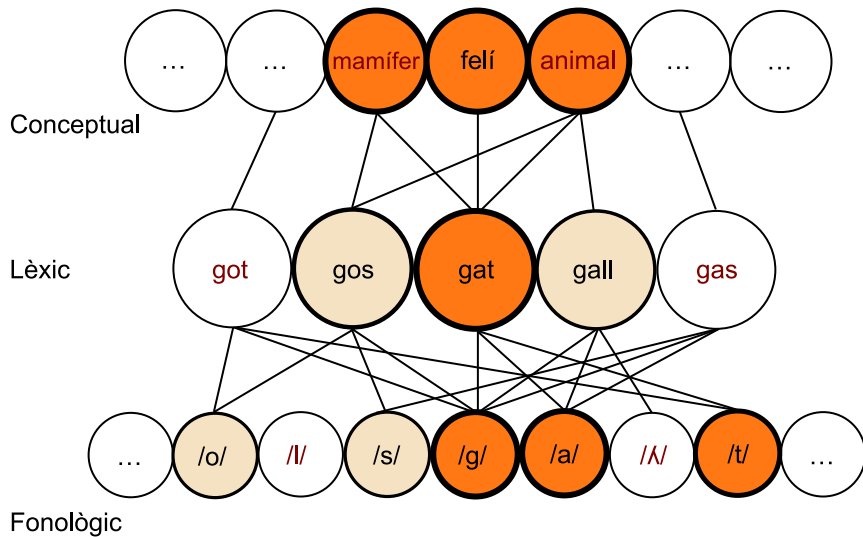 … … mamífer felí animal … …
Conceptual
Lèxic got gos gat gall gas
… /o/ /l/ /s/ /g/ /a/ /ʎ/ /t/ …
Fonològic